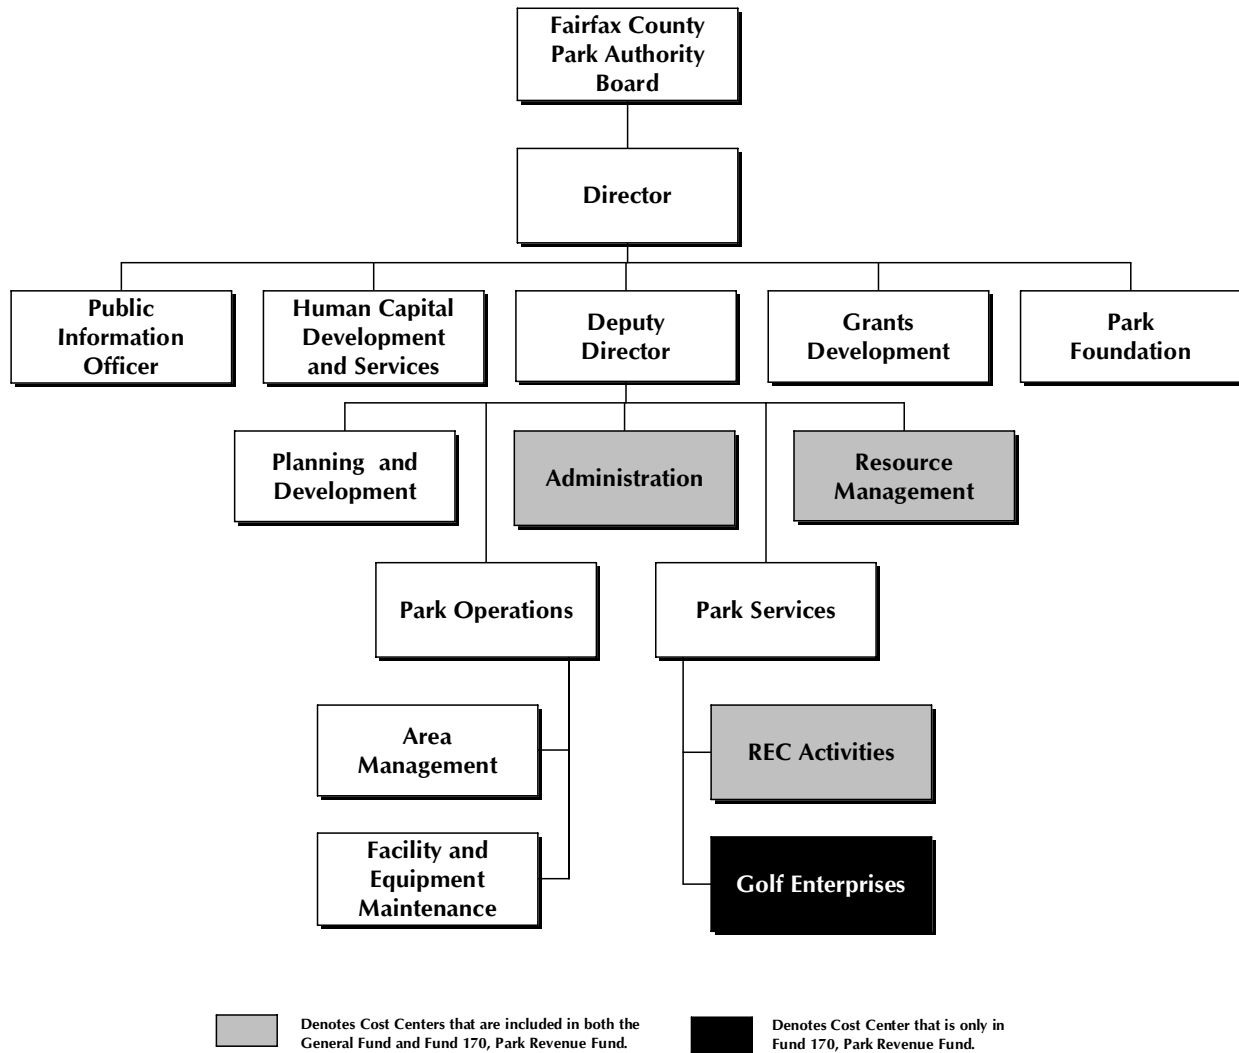 Fairfax County
Park Authority
Board
Director
Public
Information
Officer
Human Capital
Development
and Services
Deputy
Director
Grants
Development
Park
Foundation
Planning and
Development
Administration
Resource
Management
Park Operations
Park Services
Area
Management
REC Activities
Facility and
Equipment
Maintenance
Golf Enterprises
Denotes Cost Centers that are included in both the
General Fund and Fund 170, Park Revenue Fund.
Denotes Cost Center that is only in
Fund 170, Park Revenue Fund.